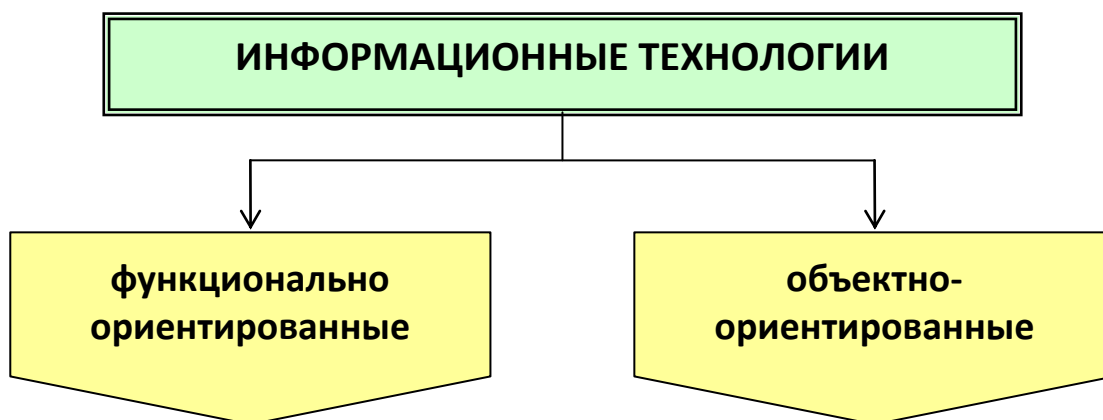 ИНФОРМАЦИОННЫЕ ТЕХНОЛОГИИ
функционально
ориентированные
объектно-
ориентированные